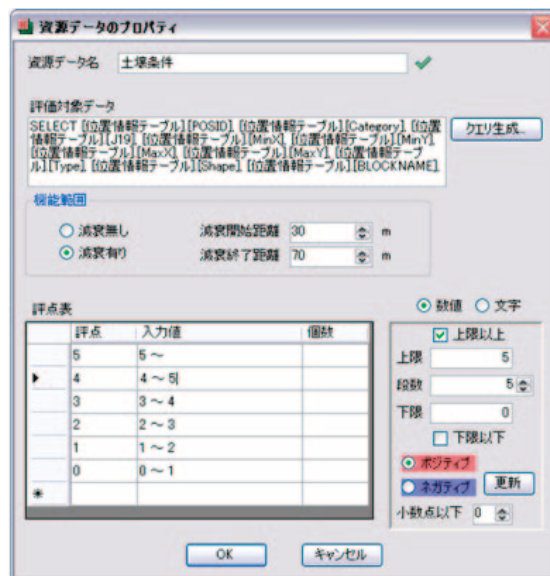 資源データのプロパティ
資源データ名 土壌条件
評価対象データ
SELECT [位置情報テーブル].[POSID], [位置情報テーブル].[Category], [位置
情報テーブル].[J19], [位置情報テーブル].[MinX], [位置情報テーブル].[MinY],
[位置情報テーブル].[MaxX], [位置情報テーブル].[MaxY], [位置情報テーブ
ル].[Type], [位置情報テーブル].[Shape], [位置情報テーブル].[BLOCKNAME]
クエリ生成...
機能範囲
減衰無し 減衰開始距離 30 m
減衰有り 減衰終了距離 70 m
評点表
数値 文字
評点 入力値 個数
5 5～
4 4～5
3 3～4
2 2～3
1 1～2
0 0～1
上限以上
上限 5
段数 5
下限 0
下限以下
ポジティブ
ネガティブ 更新
小数点以下 0
OK キャンセル